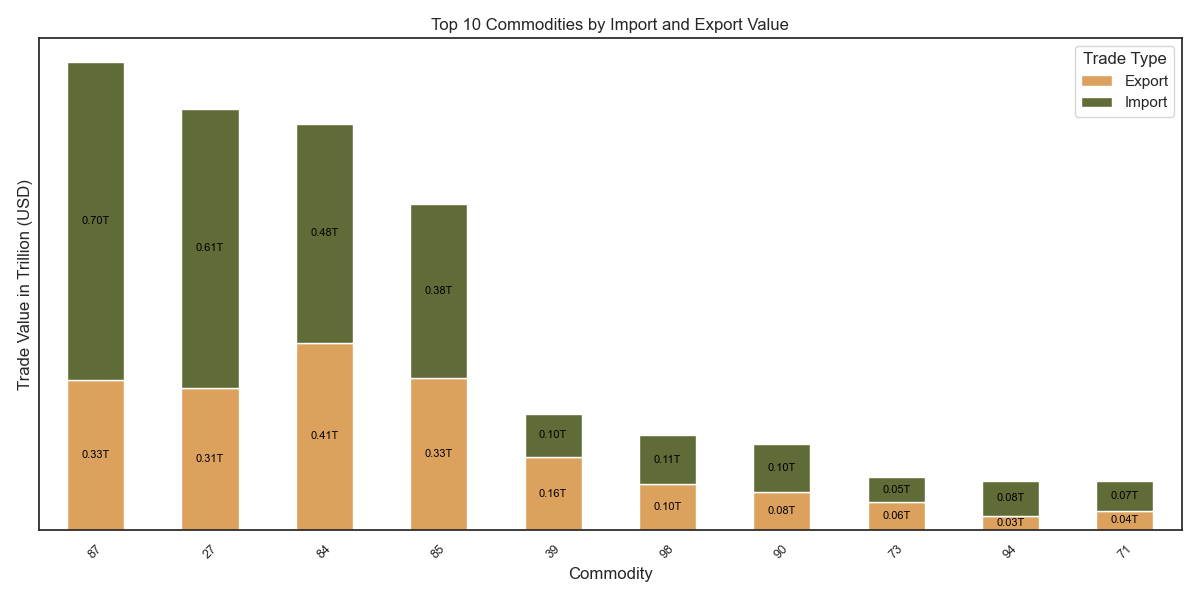 Top 10 Commodities by Import and Export Value
Trade Type
Export
Import
Trade Value in Trillion (USD)
0.70T
0.33T
0.61T
0.31T
0.48T
0.41T
0.38T
0.33T
0.10T
0.16T
0.11T
0.10T
0.10T
0.08T
0.05T
0.06T
0.08T
0.03T
0.07T
0.04T
87 27 84 85 39 98 90 73 94 71
Commodity